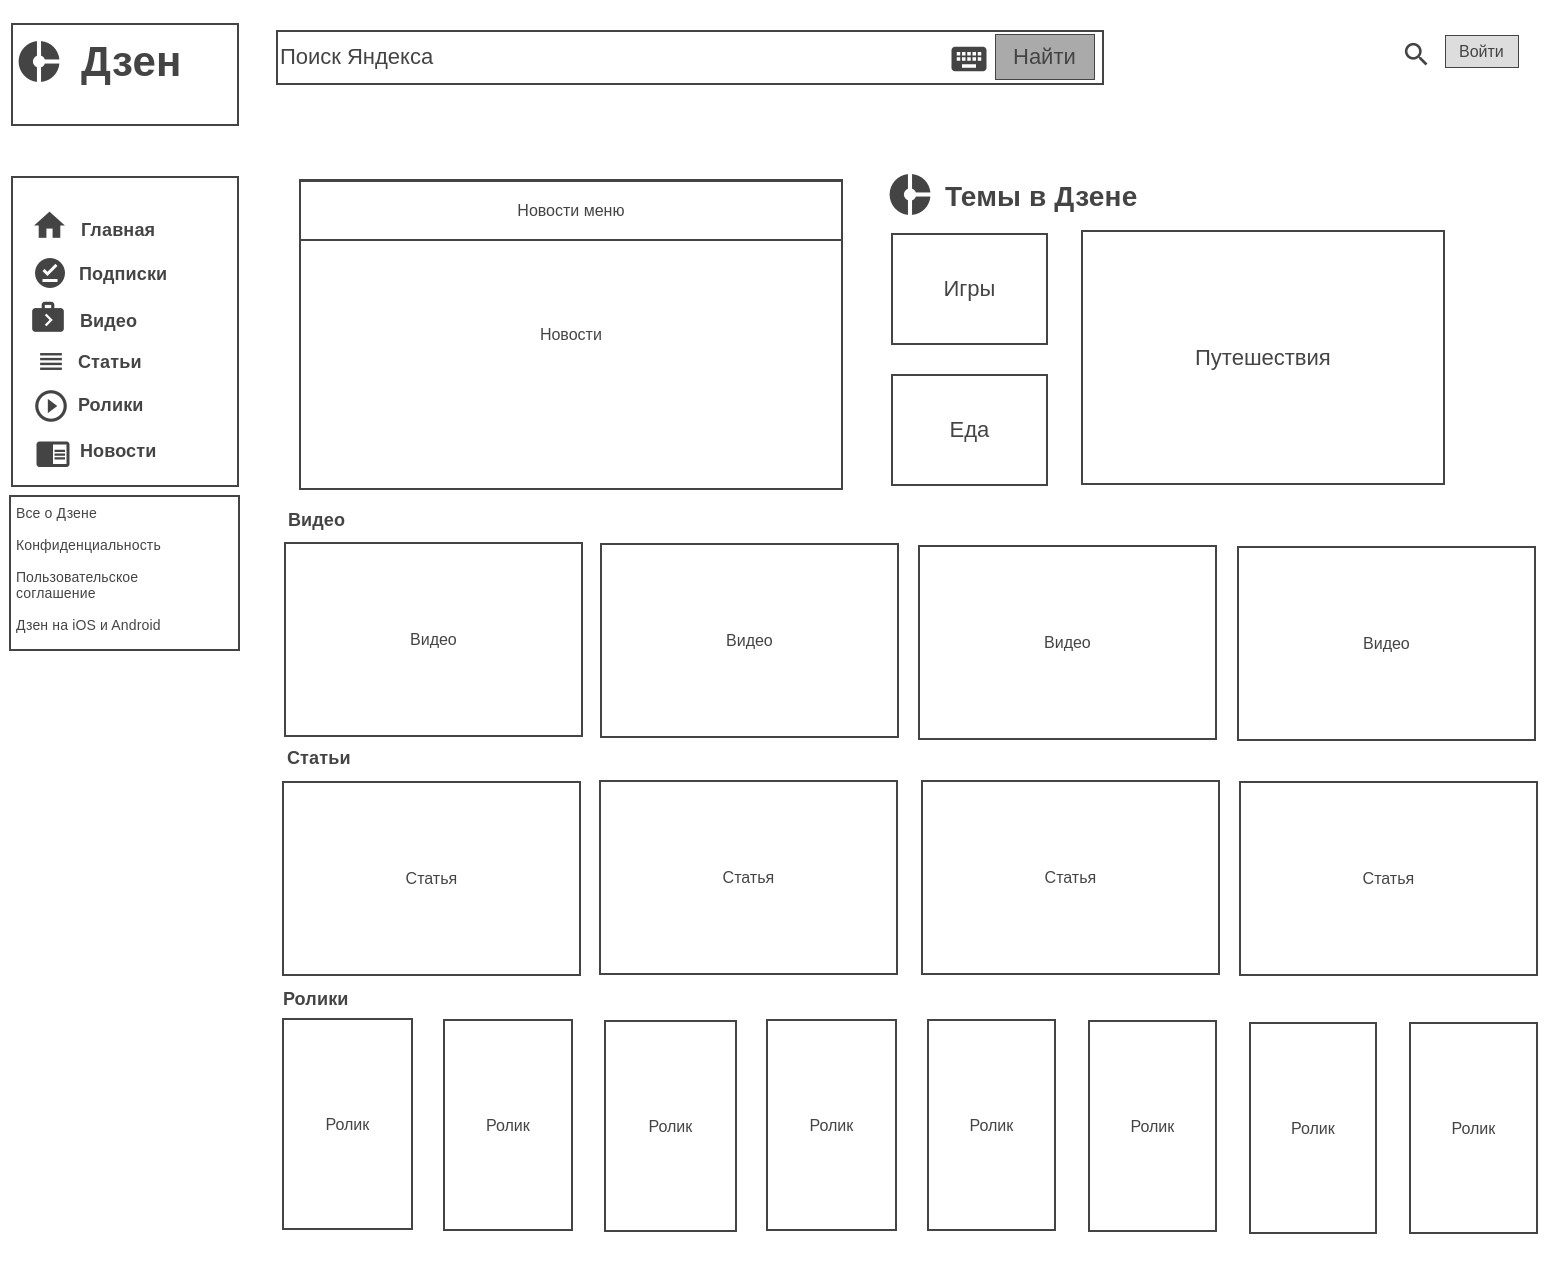 Дзен
Поиск Яндекса
Найти
Войти
Главная
Подписки
Видео
Статьи
Ролики
Новости
Все о Дзене
Конфиденциальность
Пользовательское
соглашение
Дзен на iOS и Android
Новости меню
Новости
Темы в Дзене
Игры
Еда
Путешествия
Видео
Видео
Видео
Видео
Видео
Статьи
Статья
Статья
Статья
Статья
Ролики
Ролик
Ролик
Ролик
Ролик
Ролик
Ролик
Ролик
Ролик